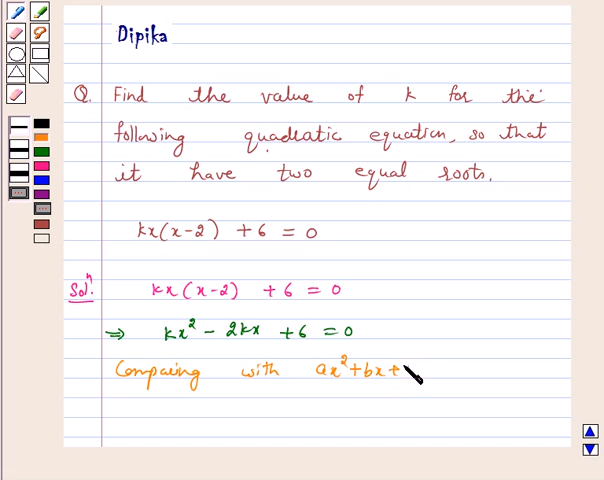 Dipika
Q. Find the value of k for the
following quadratic equation, so that
it have two equal roots.
kx(x-2) + 6 = 0
Solⁿ. kx(x-2) + 6 = 0
⇒ kx² - 2kx + 6 = 0
Comparing with ax² + bx +